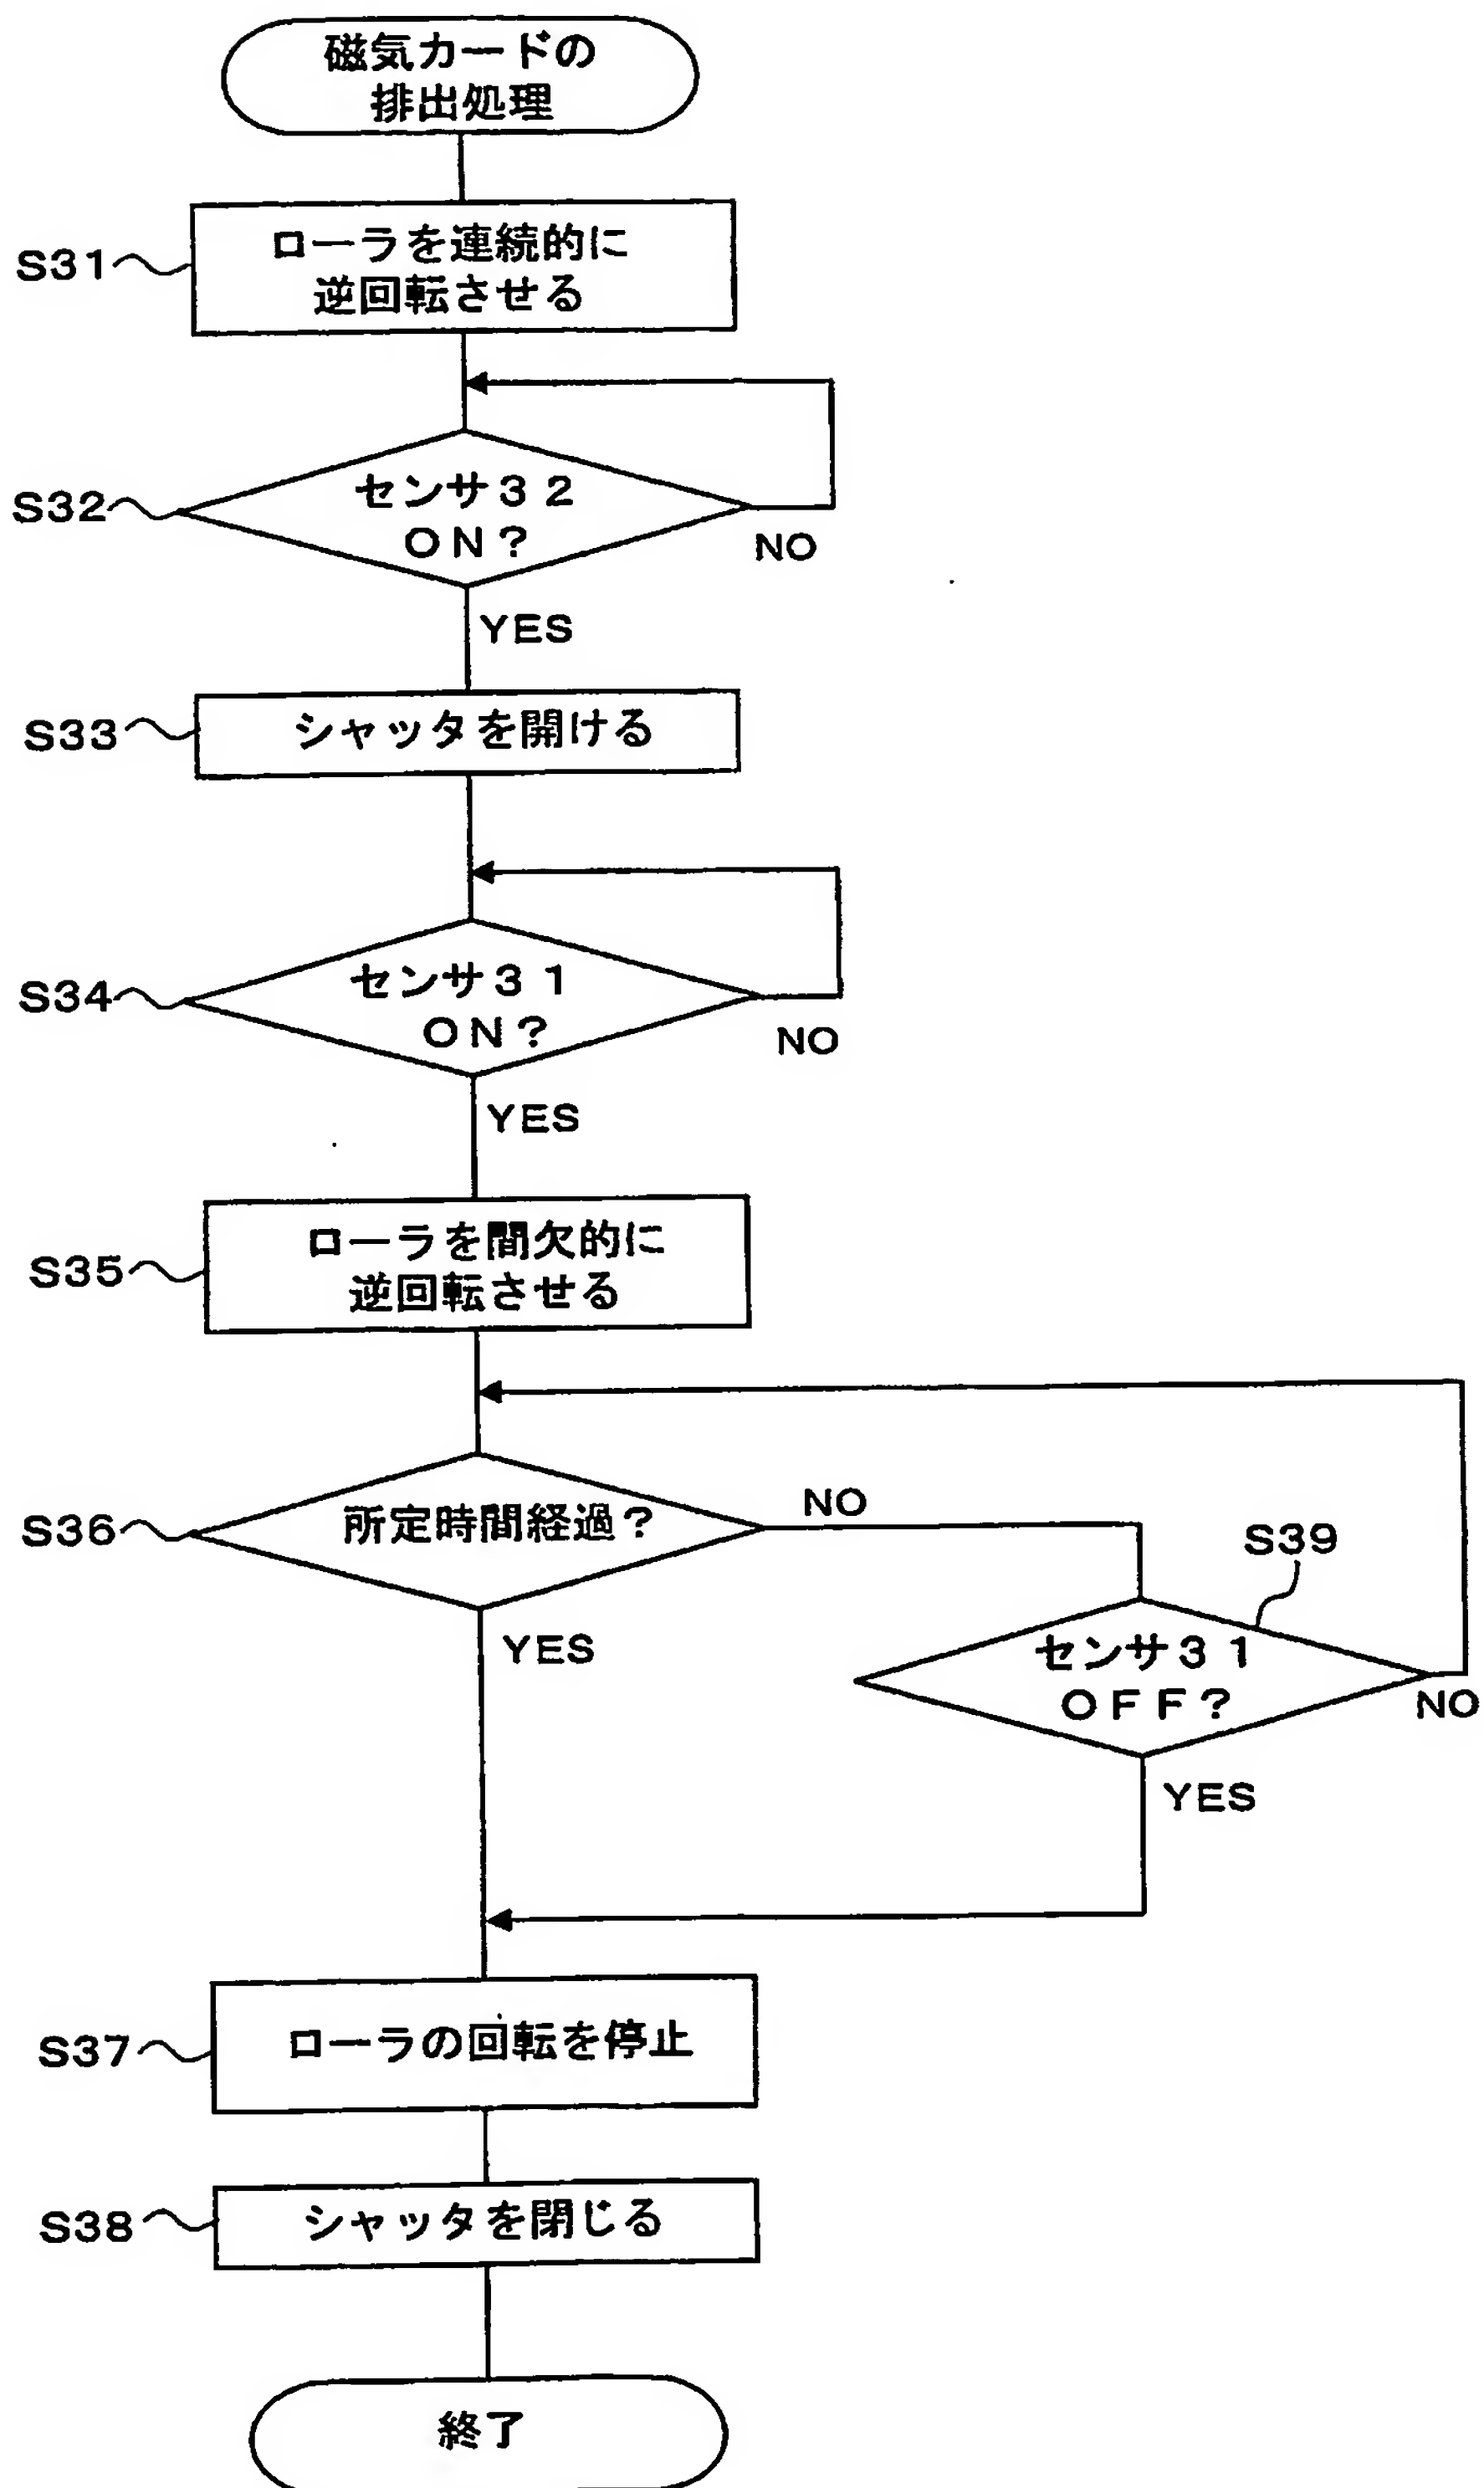 磁気カードの
排出処理
S31
ローラを連続的に
逆回転させる
S32
センサ３２
ＯＮ？
NO
YES
S33
シャッタを開ける
S34
センサ３１
ＯＮ？
NO
YES
S35
ローラを間欠的に
逆回転させる
S36
所定時間経過？
NO
YES
S39
センサ３１
ＯＦＦ？
NO
YES
S37
ローラの回転を停止
S38
シャッタを閉じる
終了